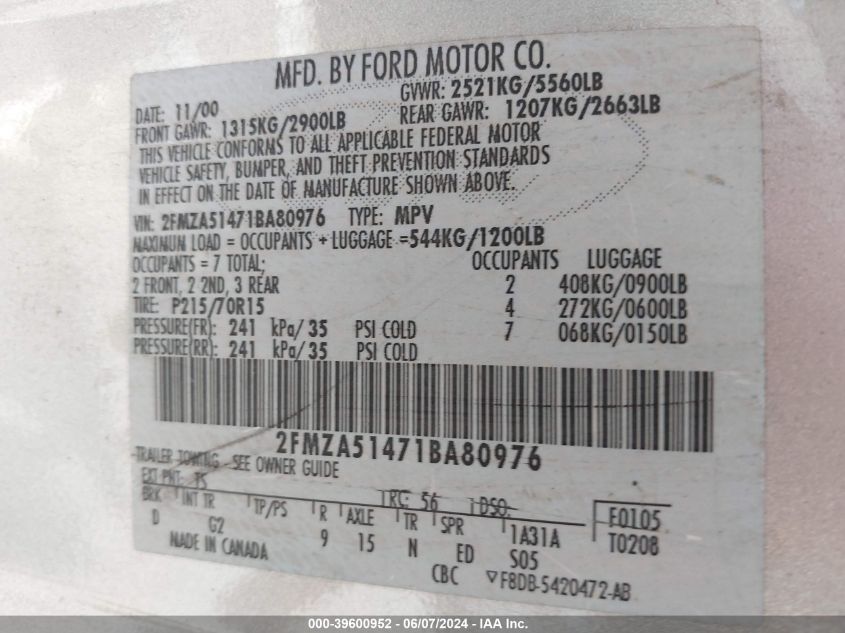 MFD. BY FORD MOTOR CO.
DATE: 11/00 GVWR: 2521KG/5560LB
FRONT GAWR: 1315KG/2900LB REAR GAWR: 1207KG/2663LB
THIS VEHICLE CONFORMS TO ALL APPLICABLE FEDERAL MOTOR
VEHICLE SAFETY, BUMPER, AND THEFT PREVENTION STANDARDS
IN EFFECT ON THE DATE OF MANUFACTURE SHOWN ABOVE.
VIN: 2FMZA51471BA80976 TYPE: MPV
MAXIMUM LOAD = OCCUPANTS + LUGGAGE =544KG/1200LB
OCCUPANTS = 7 TOTAL; OCCUPANTS LUGGAGE
2 FRONT, 2 2ND, 3 REAR 2 408KG/0900LB
TIRE: P215/70R15 4 272KG/0600LB
PRESSURE(FR): 241 kPa/ 35 PSI COLD 7 068KG/0150LB
PRESSURE(RR): 241 kPa/ 35 PSI COLD
2FMZA51471BA80976
TRAILER TOWING - SEE OWNER GUIDE
EXT PNT: TS RC: 56 DSO: F0105
BRK INT TR TP/PS R AXLE TR SPR 1A31A T0208
D G2 9 15 N ED S05
MADE IN CANADA CBC ▽F8DB-5420472-AB
000-39600952 - 06/07/2024 - IAA Inc.